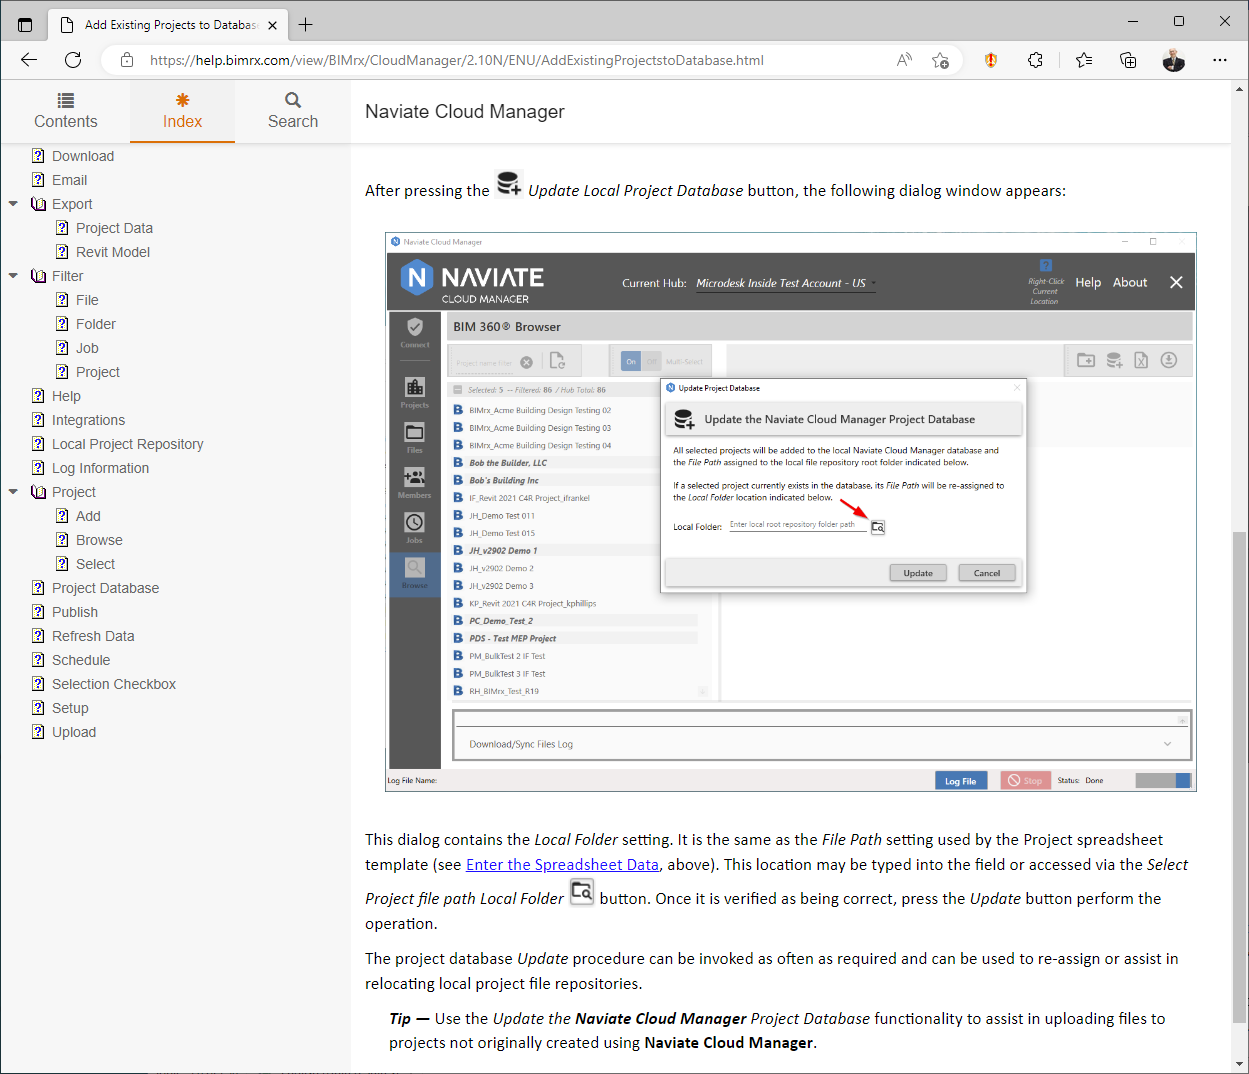 Add Existing Projects to Databas
https://help.bimrx.com/view/BIMrx/CloudManager/2.10N/ENU/AddExistingProjectstoDatabase.html
Contents
Index
Search
Naviate Cloud Manager
Download
Email
Export
Project Data
Revit Model
Filter
File
Folder
Job
Project
Help
Integrations
Local Project Repository
Log Information
Project
Add
Browse
Select
Project Database
Publish
Refresh Data
Schedule
Selection Checkbox
Setup
Upload
After pressing the Update Local Project Database button, the following dialog window appears:
Naviate Cloud Manager
NAVIATE
CLOUD MANAGER
Current Hub: Microdesk Inside Test Account - US
Right-Click
Current
Location
Help About
Connect
Projects
Files
Members
Jobs
Browse
BIM 360® Browser
Project name Filter
On Off Multi-Select
Selected: 5 -- Filtered: 86 / Hub Total: 86
BIMrx_Acme Building Design Testing 02
BIMrx_Acme Building Design Testing 03
BIMrx_Acme Building Design Testing 04
Bob the Builder, LLC
Bob's Building Inc
IF_Revit 2021 C4R Project_ifrankel
JH_Demo Test 011
JH_Demo Test 015
JH_v2902 Demo 1
JH_v2902 Demo 2
JH_v2902 Demo 3
KP_Revit 2021 C4R Project_kphillips
PC_Demo_Test_2
PDS - Test MEP Project
PM_BulkTest 2 IF Test
PM_BulkTest 3 IF Test
RH_BIMrx_Test_R19
Update Project Database
Update the Naviate Cloud Manager Project Database
All selected projects will be added to the local Naviate Cloud Manager database and
the File Path assigned to the local file repository root folder indicated below.
If a selected project currently exists in the database, its File Path will be re-assigned to
the Local Folder location indicated below.
Local Folder: Enter local root repository folder path
Update Cancel
Download/Sync Files Log
Log File Name:
Log File Stop Status: Done
This dialog contains the Local Folder setting. It is the same as the File Path setting used by the Project spreadsheet
template (see Enter the Spreadsheet Data, above). This location may be typed into the field or accessed via the Select
Project file path Local Folder button. Once it is verified as being correct, press the Update button perform the
operation.
The project database Update procedure can be invoked as often as required and can be used to re-assign or assist in
relocating local project file repositories.
Tip — Use the Update the Naviate Cloud Manager Project Database functionality to assist in uploading files to
projects not originally created using Naviate Cloud Manager.